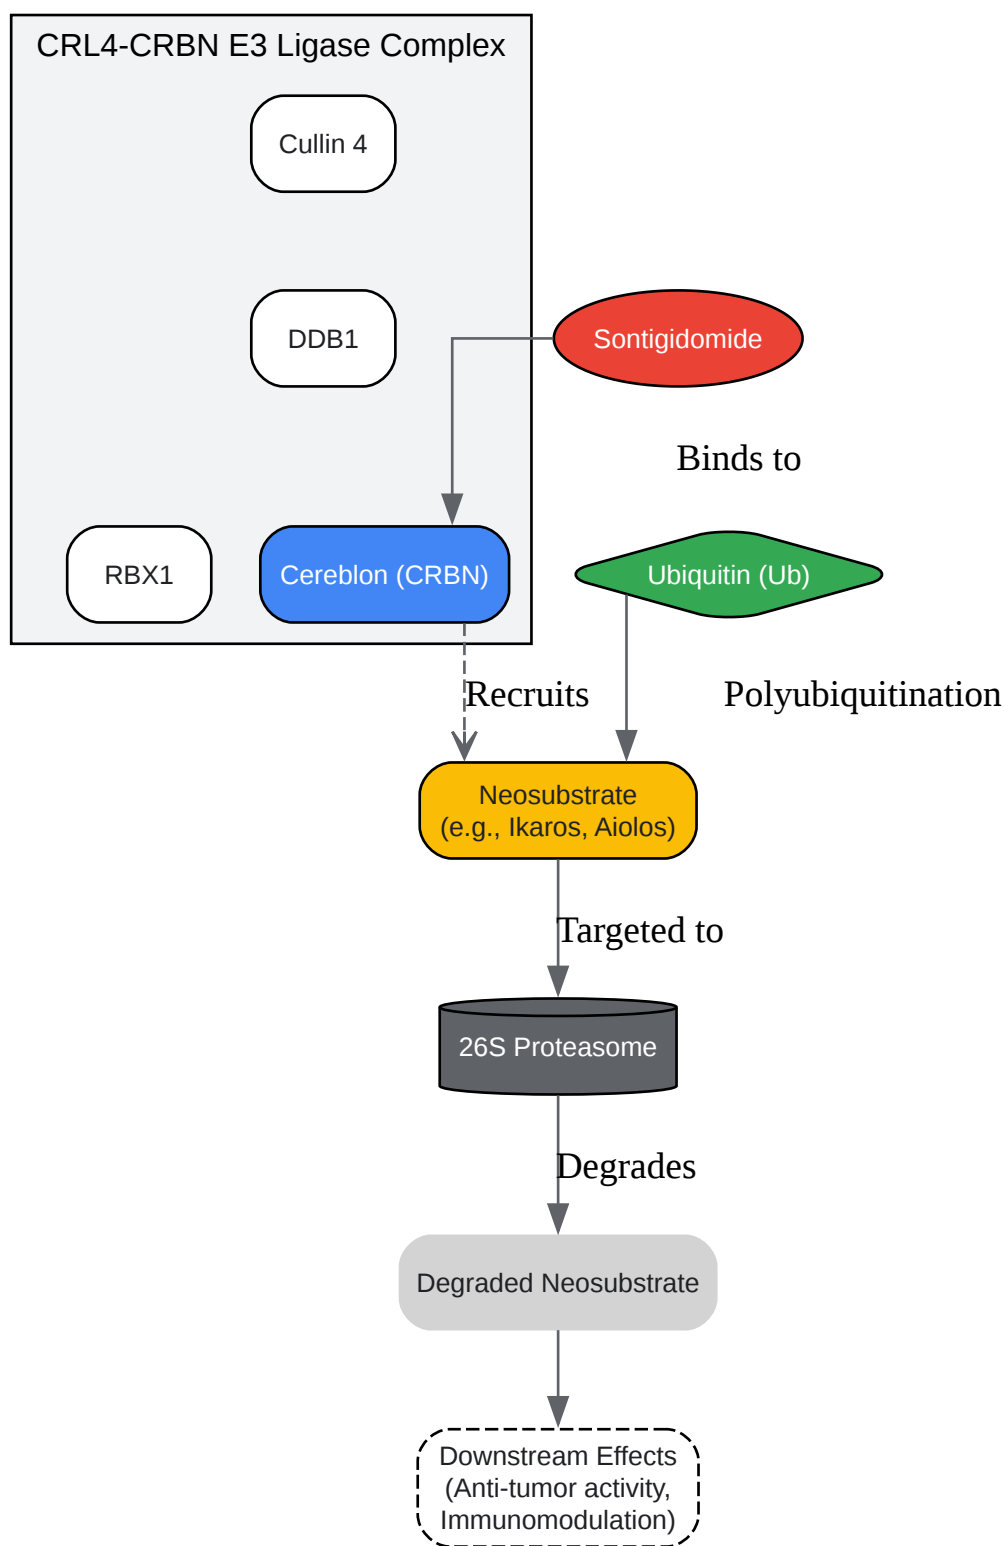 CRL4-CRBN E3 Ligase Complex
Cullin 4
DDB1
Sontigidomide
Binds to
RBX1
Cereblon (CRBN)
Ubiquitin (Ub)
Recruits
Polyubiquitination
Neosubstrate
(e.g., Ikaros, Aiolos)
Targeted to
26S Proteasome
Degrades
Degraded Neosubstrate
Downstream Effects
(Anti-tumor activity,
Immunomodulation)